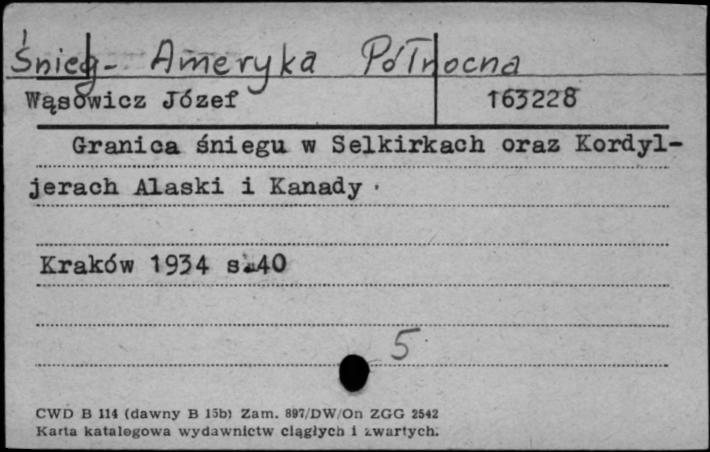 Śnieg - Ameryka Północna
Wąsowicz Józef 163228
Granica śniegu w Selkirkach oraz Kordyl-
jerach Alaski i Kanady.
Kraków 1934 s.40
5
CWD B 114 (dawny B 15b) Zam. 897/DW/On ZGG 2542
Karta katalogowa wydawnictw ciągłych i zwartych.